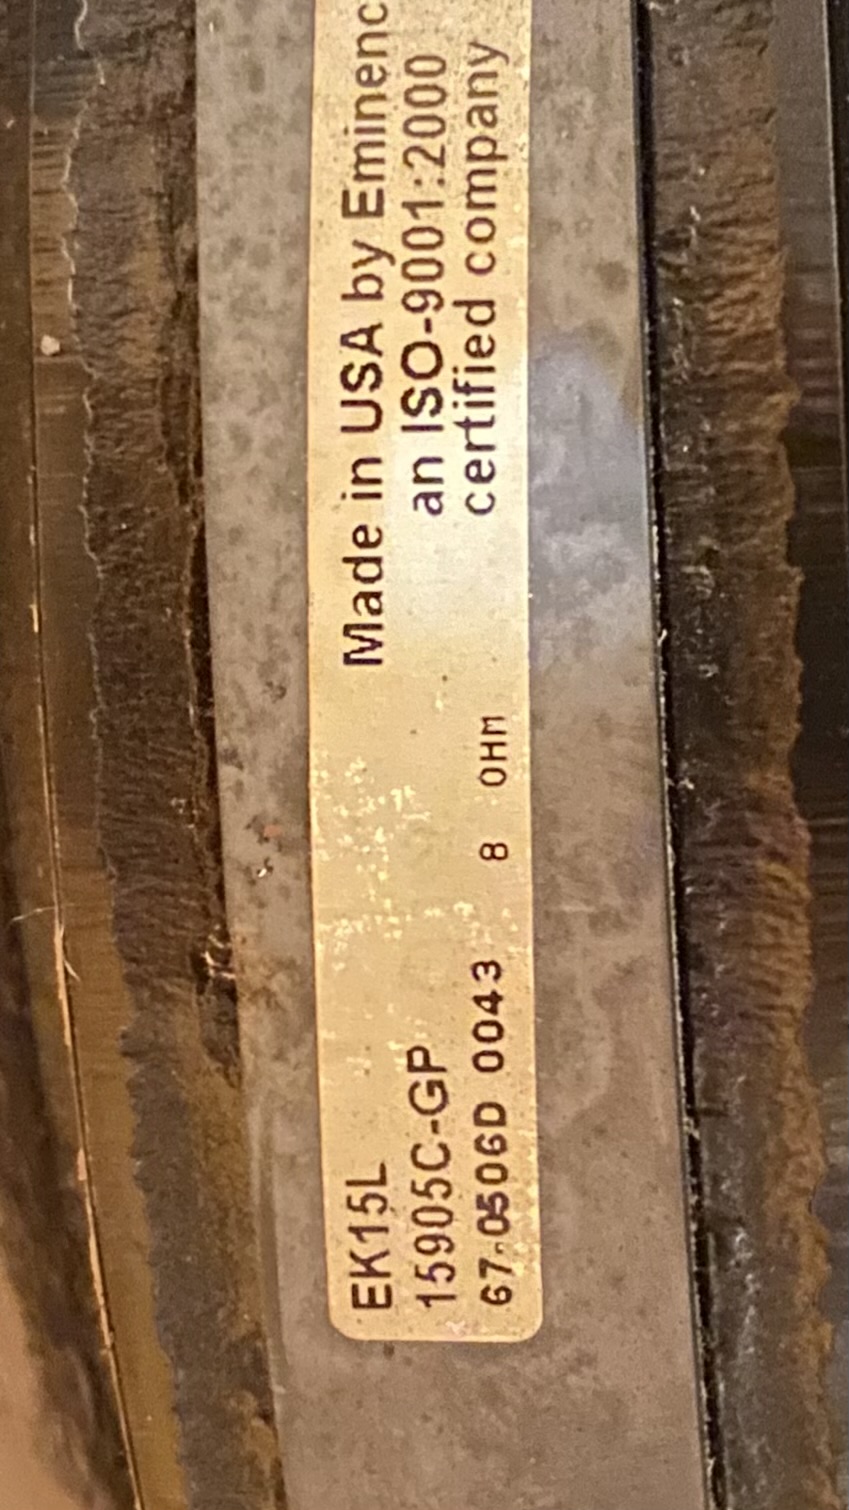 EK15L
15905C-GP
67-0506D 0043 8 OHM
Made in USA by Eminenc
an ISO-9001:2000
certified company